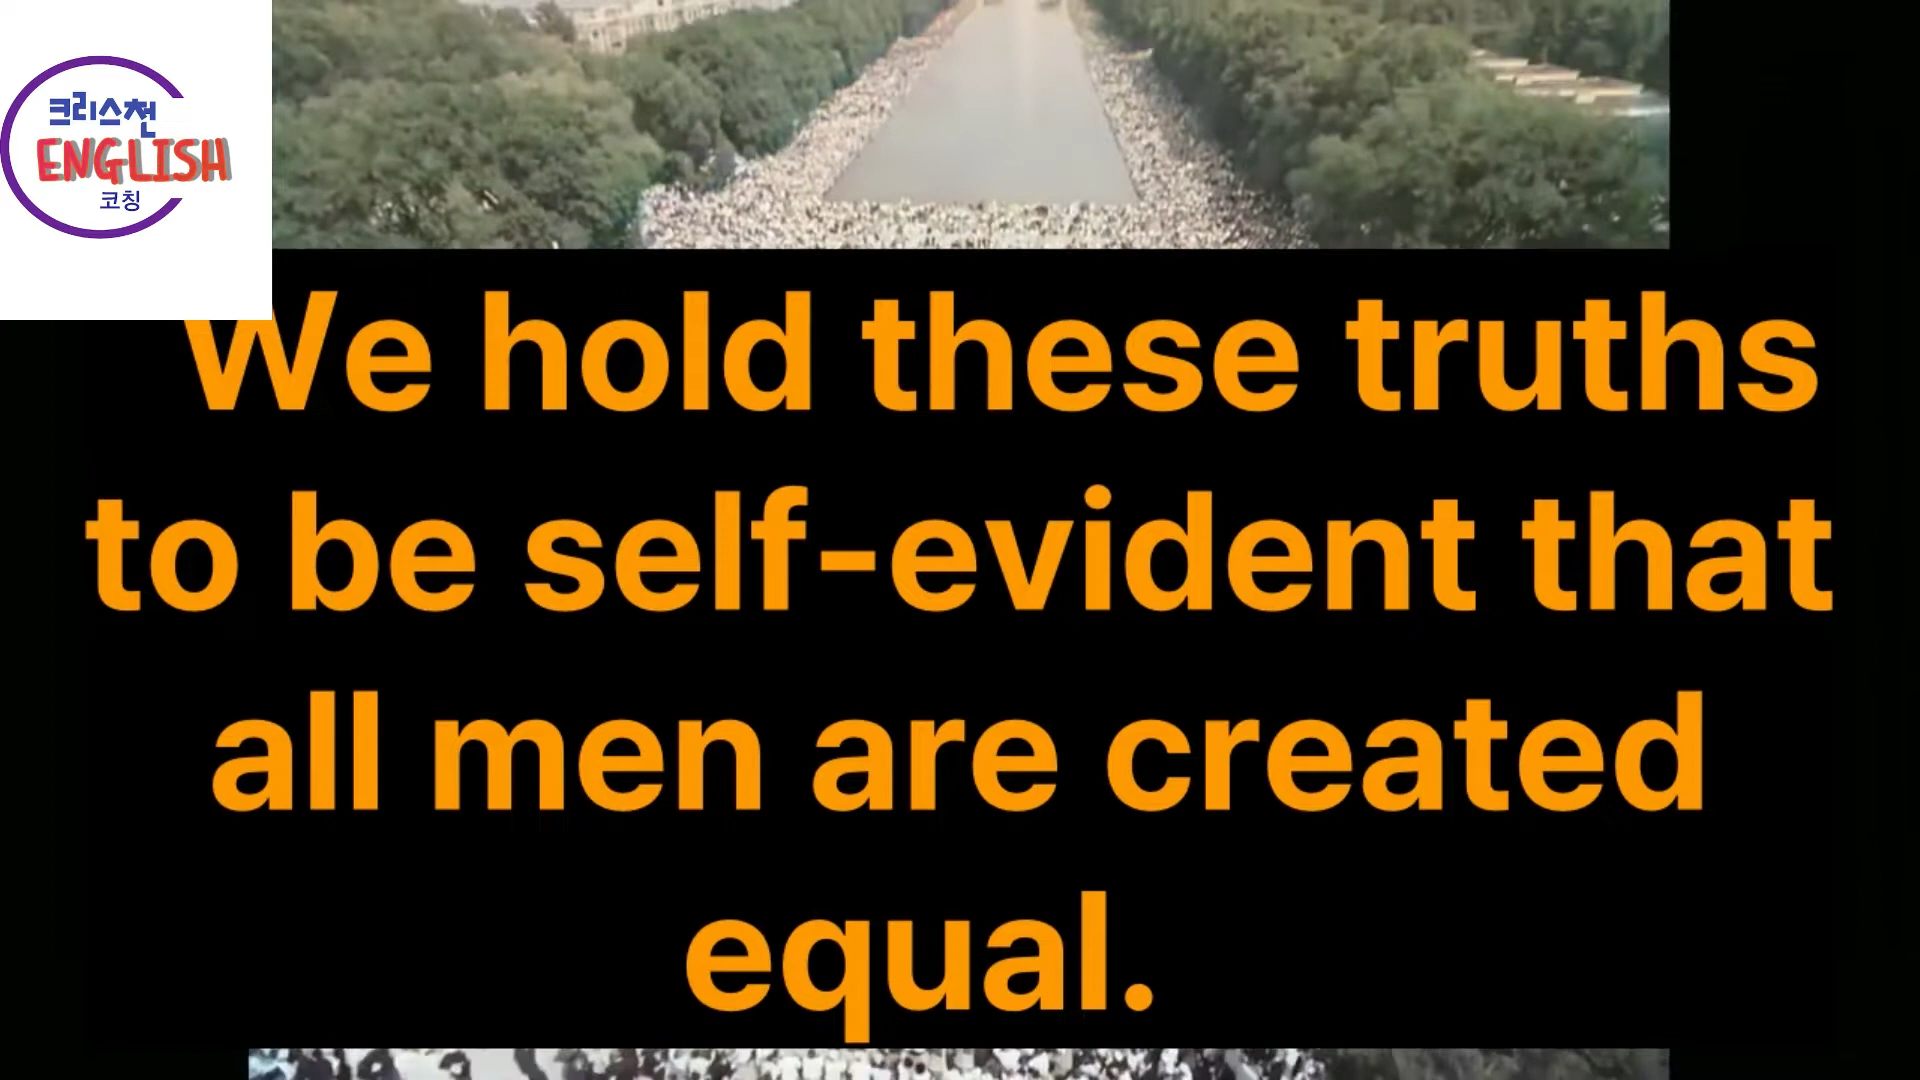 크리스천
ENGLISH
코칭
We hold these truths
to be self-evident that
all men are created
equal.